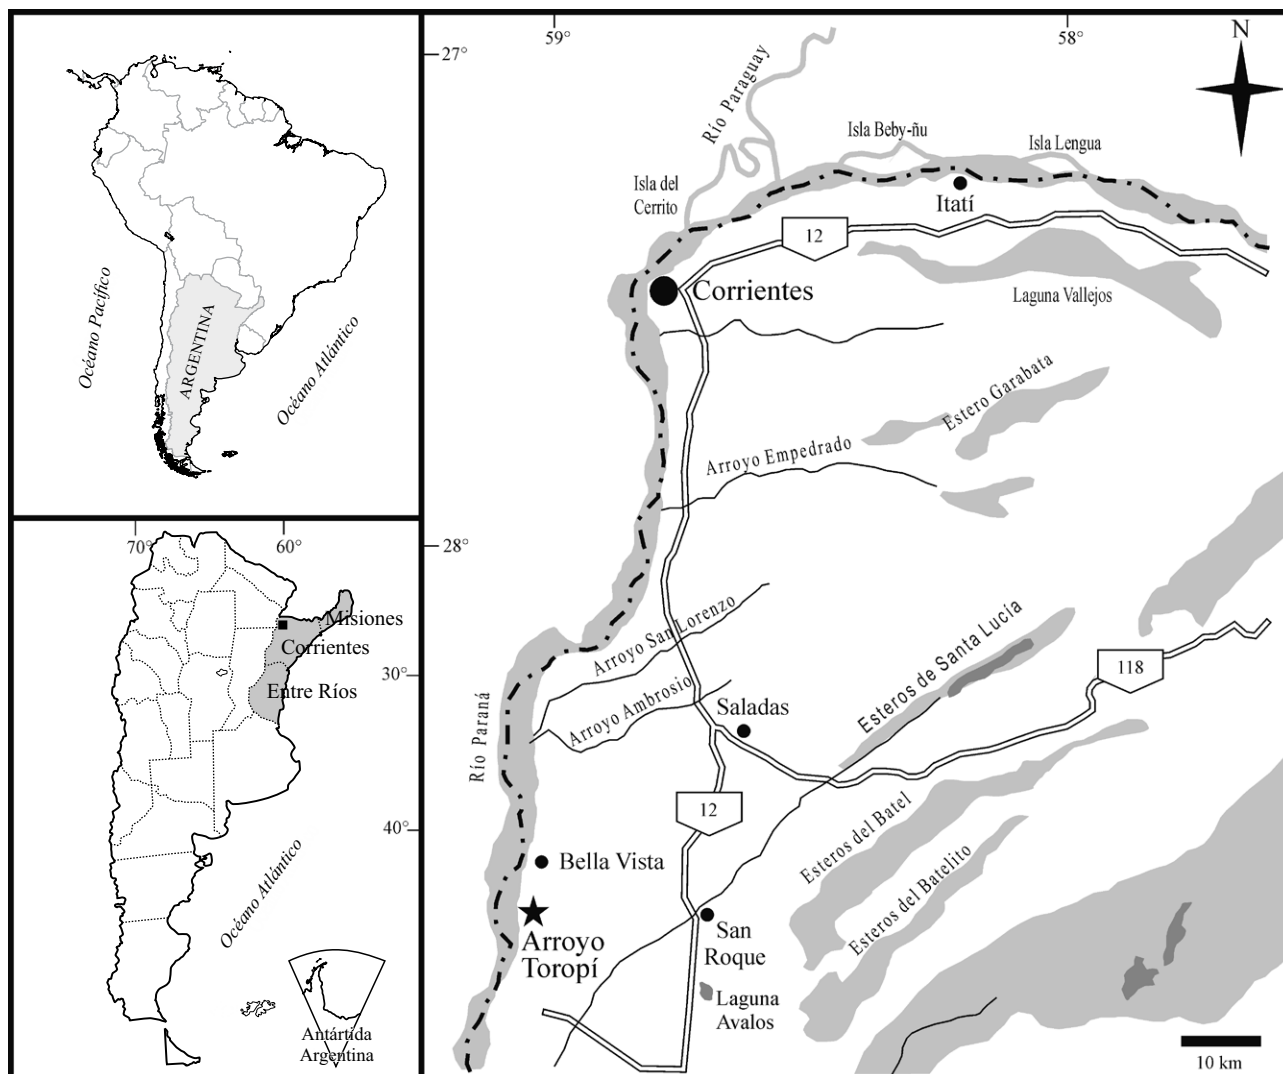 Océano Pacífico
ARGENTINA
Océano Atlántico
70°
60°
Misiones
Corrientes
Entre Ríos
30°
40°
Océano Atlántico
Antártida
Argentina
59°
58°
27°
N
Río Paraguay
Isla Beby-ñu
Isla Lengua
Isla del
Cerrito
Itatí
12
Corrientes
Laguna Vallejos
Estero Garabata
Arroyo Empedrado
28°
Arroyo San Lorenzo
Esteros de Santa Lucía
118
Arroyo Ambrosio
Saladas
Río Paraná
12
Esteros del Batel
Bella Vista
Esteros del Batelito
Arroyo
Toropí
San
Roque
Laguna
Avalos
10 km